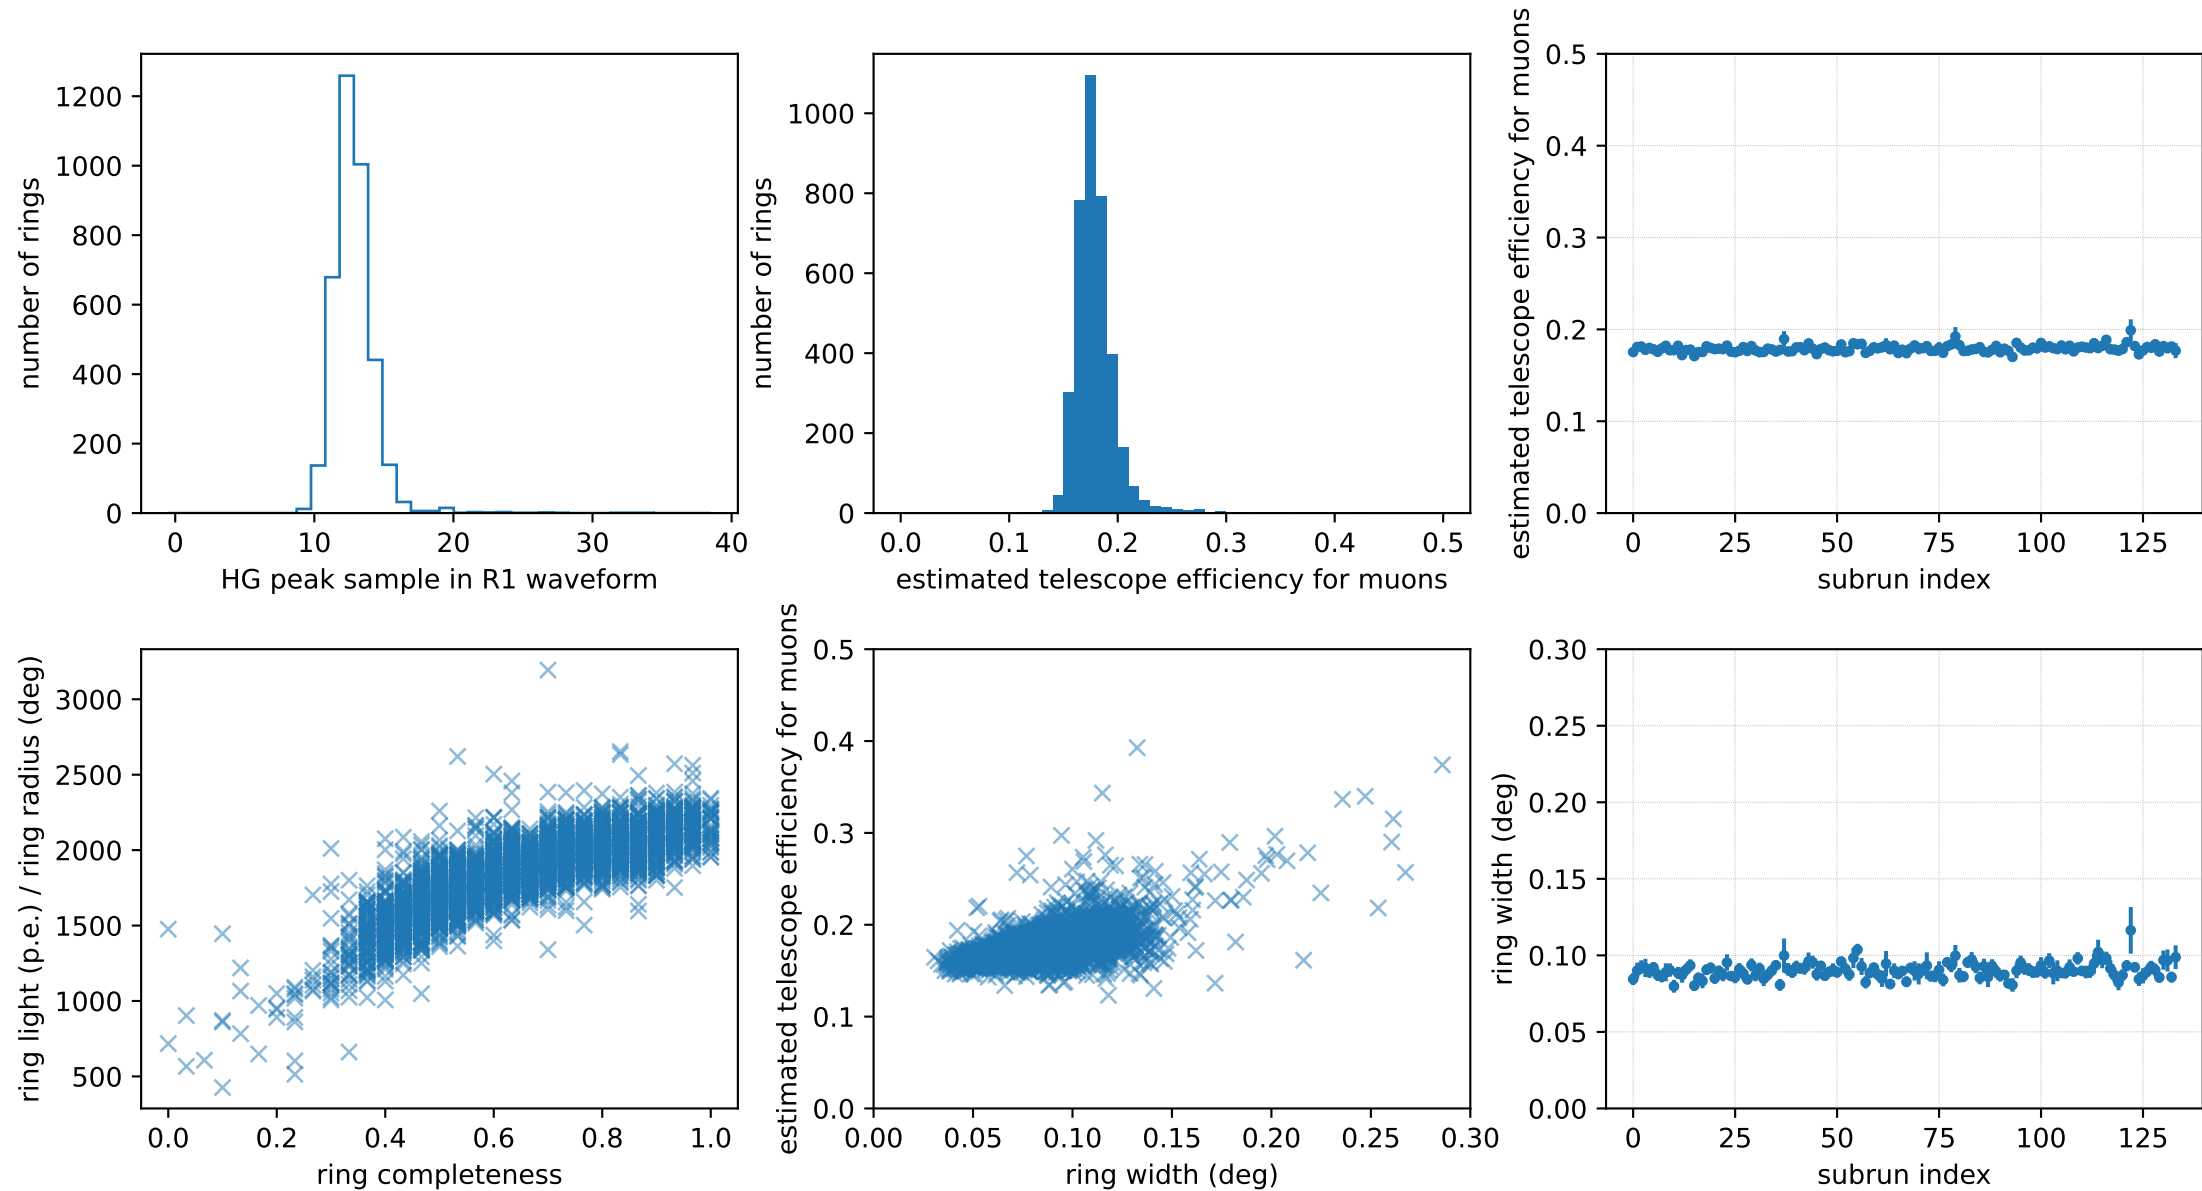 number of rings
1200
1000
800
600
400
200
0
0 10 20 30 40
HG peak sample in R1 waveform
number of rings
1000
800
600
400
200
0
0.0 0.1 0.2 0.3 0.4 0.5
estimated telescope efficiency for muons
estimated telescope efficiency for muons
0.5
0.4
0.3
0.2
0.1
0.0
0 25 50 75 100 125
subrun index
ring light (p.e.) / ring radius (deg)
3000
2500
2000
1500
1000
500
0.0 0.2 0.4 0.6 0.8 1.0
ring completeness
estimated telescope efficiency for muons
0.5
0.4
0.3
0.2
0.1
0.0
0.00 0.05 0.10 0.15 0.20 0.25 0.30
ring width (deg)
ring width (deg)
0.30
0.25
0.20
0.15
0.10
0.05
0.00
0 25 50 75 100 125
subrun index